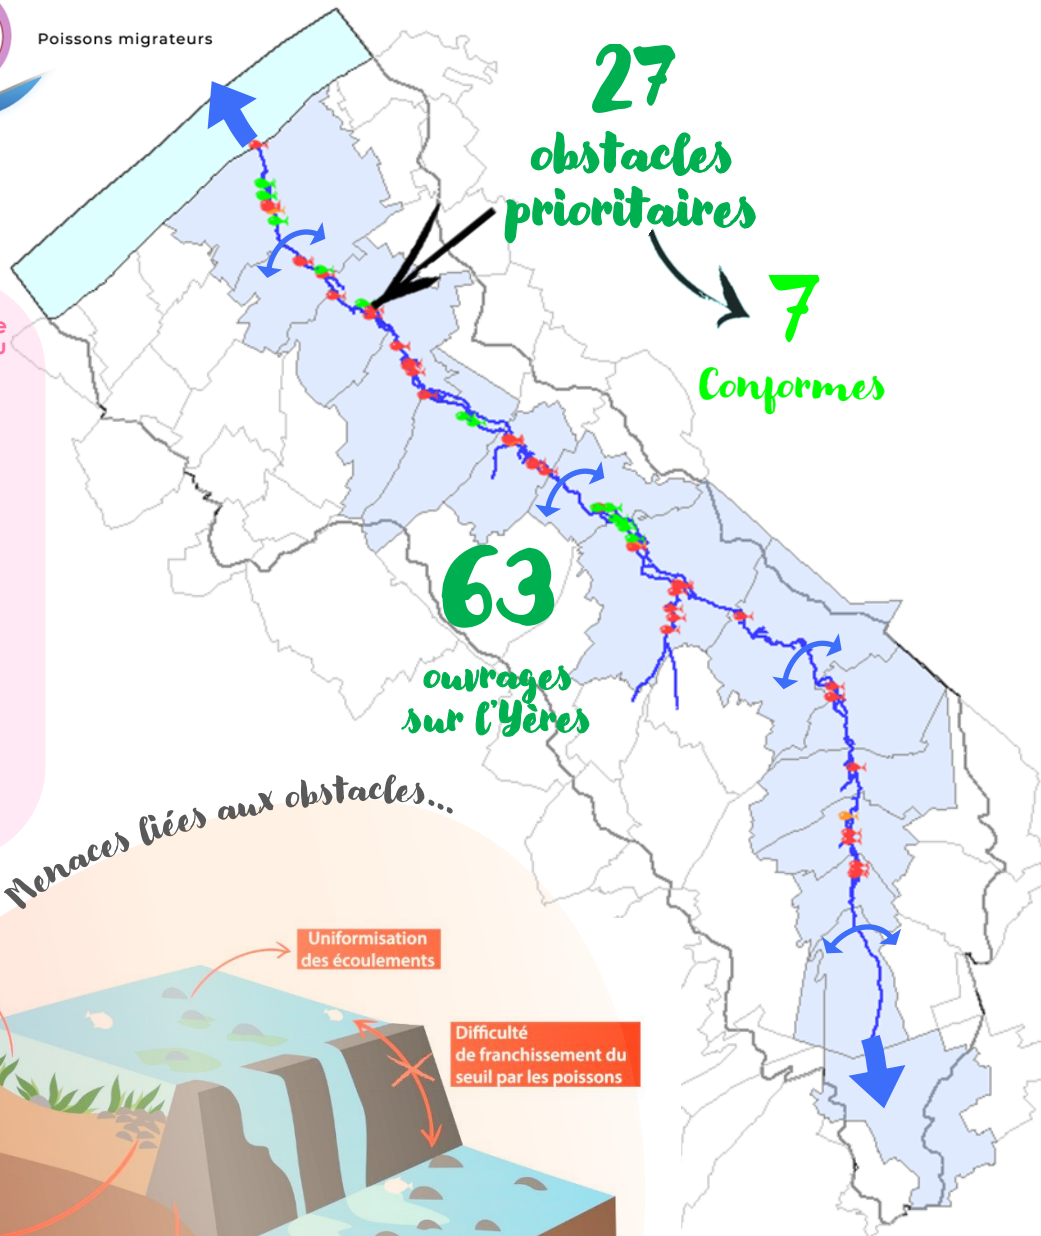 Poissons migrateurs
27
obstacles
prioritaires
7
Conformes
e
u
63
ouvrages
sur l'Yères
Menaces liées aux obstacles...
Uniformisation
des écoulements
Difficulté
de franchissement du
seuil par les poissons